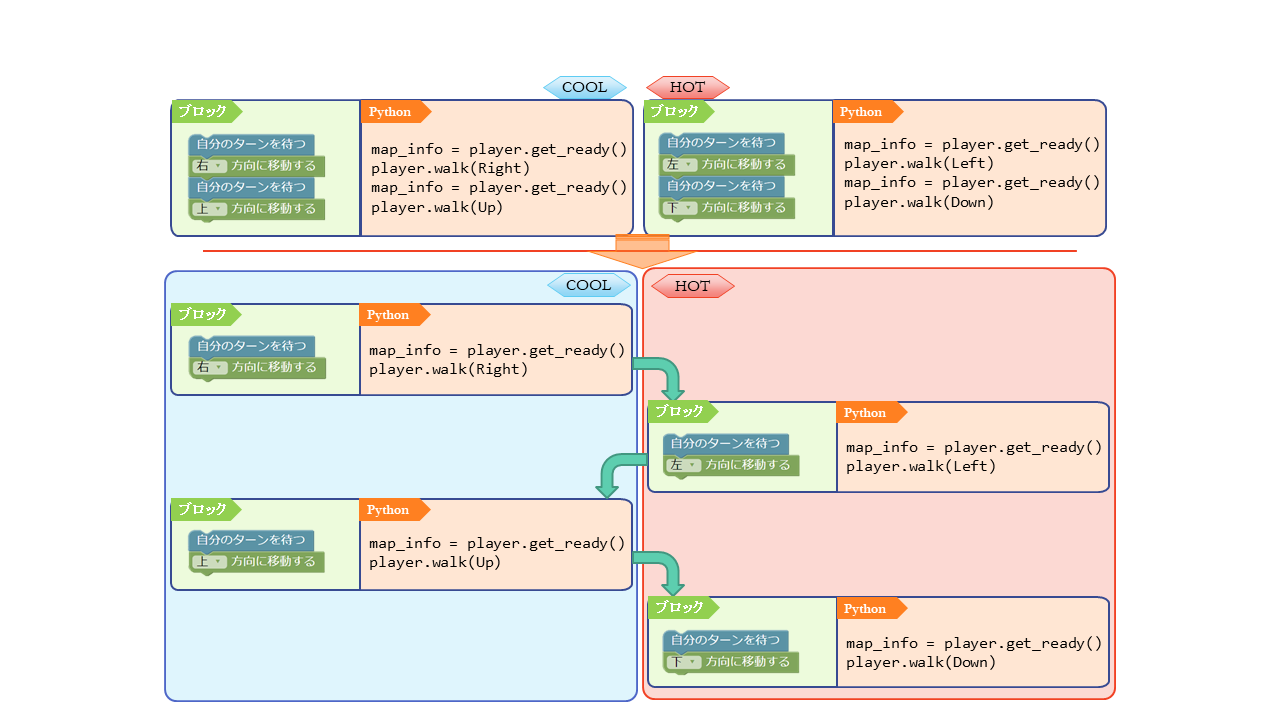 COOL
HOT
ブロック
Python
自分のターンを待つ
右 方向に移動する
自分のターンを待つ
上 方向に移動する
map_info = player.get_ready()
player.walk(Right)
map_info = player.get_ready()
player.walk(Up)
ブロック
Python
自分のターンを待つ
左 方向に移動する
自分のターンを待つ
下 方向に移動する
map_info = player.get_ready()
player.walk(Left)
map_info = player.get_ready()
player.walk(Down)
COOL
HOT
ブロック
Python
自分のターンを待つ
右 方向に移動する
map_info = player.get_ready()
player.walk(Right)
ブロック
Python
自分のターンを待つ
左 方向に移動する
map_info = player.get_ready()
player.walk(Left)
ブロック
Python
自分のターンを待つ
上 方向に移動する
map_info = player.get_ready()
player.walk(Up)
ブロック
Python
自分のターンを待つ
下 方向に移動する
map_info = player.get_ready()
player.walk(Down)